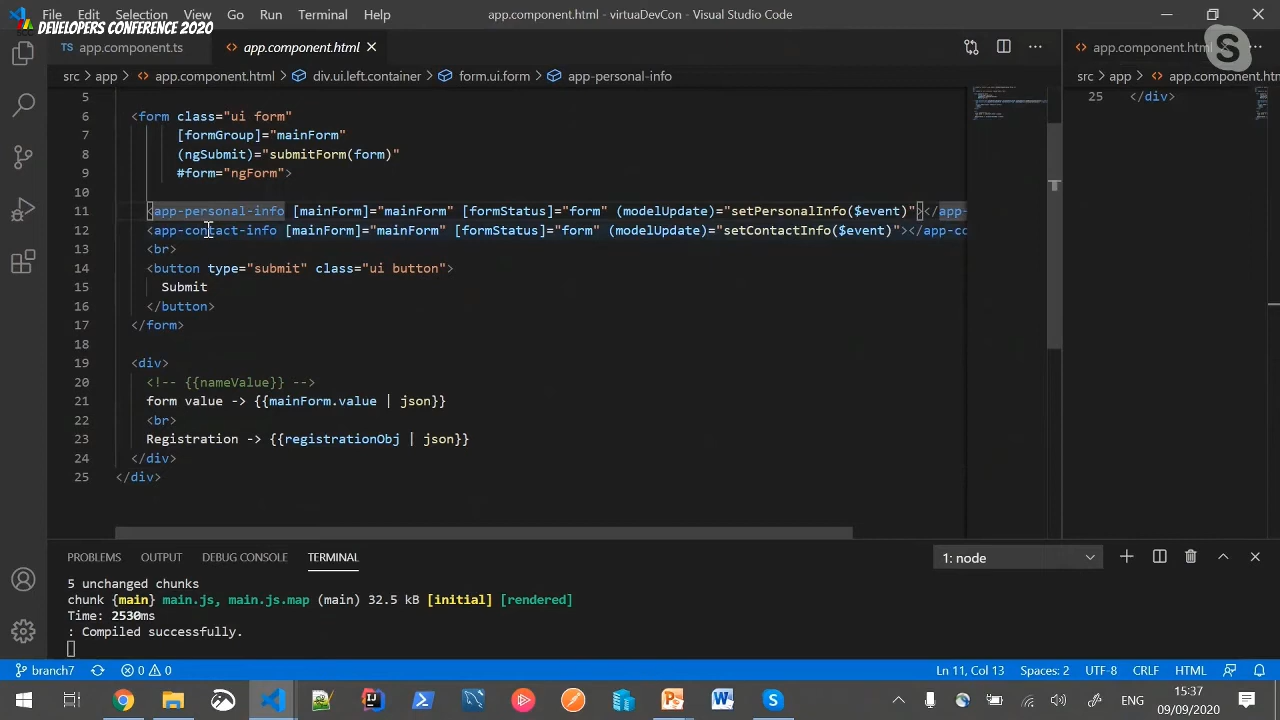 File Edit Selection View Go Run Terminal Help app.component.html - virtuaDevCon - Visual Studio Code
DEVELOPERS CONFERENCE 2020
TS app.component.ts <> app.component.html <> app.component.html
src > app > <> app.component.html > div.ui.left.container > form.ui.form > app-personal-info src > app > <> app.component.ht
5
6 <form class="ui form"
7 [formGroup]="mainForm"
8 (ngSubmit)="submitForm(form)"
9 #form="ngForm">
10
11 <app-personal-info [mainForm]="mainForm" [formStatus]="form" (modelUpdate)="setPersonalInfo($event)"></app-
12 <app-contact-info [mainForm]="mainForm" [formStatus]="form" (modelUpdate)="setContactInfo($event)"></app-co
13 <br>
14 <button type="submit" class="ui button">
15 Submit
16 </button>
17 </form>
18
19 <div>
20 <!-- {{nameValue}} -->
21 form value -> {{mainForm.value | json}}
22 <br>
23 Registration -> {{registrationObj | json}}
24 </div>
25 </div>
25 </div>
PROBLEMS OUTPUT DEBUG CONSOLE TERMINAL 1: node
5 unchanged chunks
chunk {main} main.js, main.js.map (main) 32.5 kB [initial] [rendered]
Time: 2530ms
: Compiled successfully.
branch7 0 0 Ln 11, Col 13 Spaces: 2 UTF-8 CRLF HTML
ENG
15:37
09/09/2020